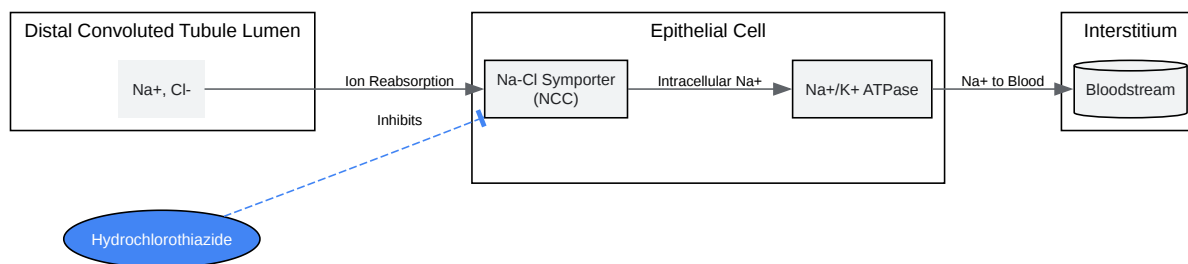 Distal Convoluted Tubule Lumen
Epithelial Cell
Interstitium
Na+, Cl-
Ion Reabsorption
Na-Cl Symporter
(NCC)
Intracellular Na+
Na+/K+ ATPase
Na+ to Blood
Bloodstream
Inhibits
Hydrochlorothiazide